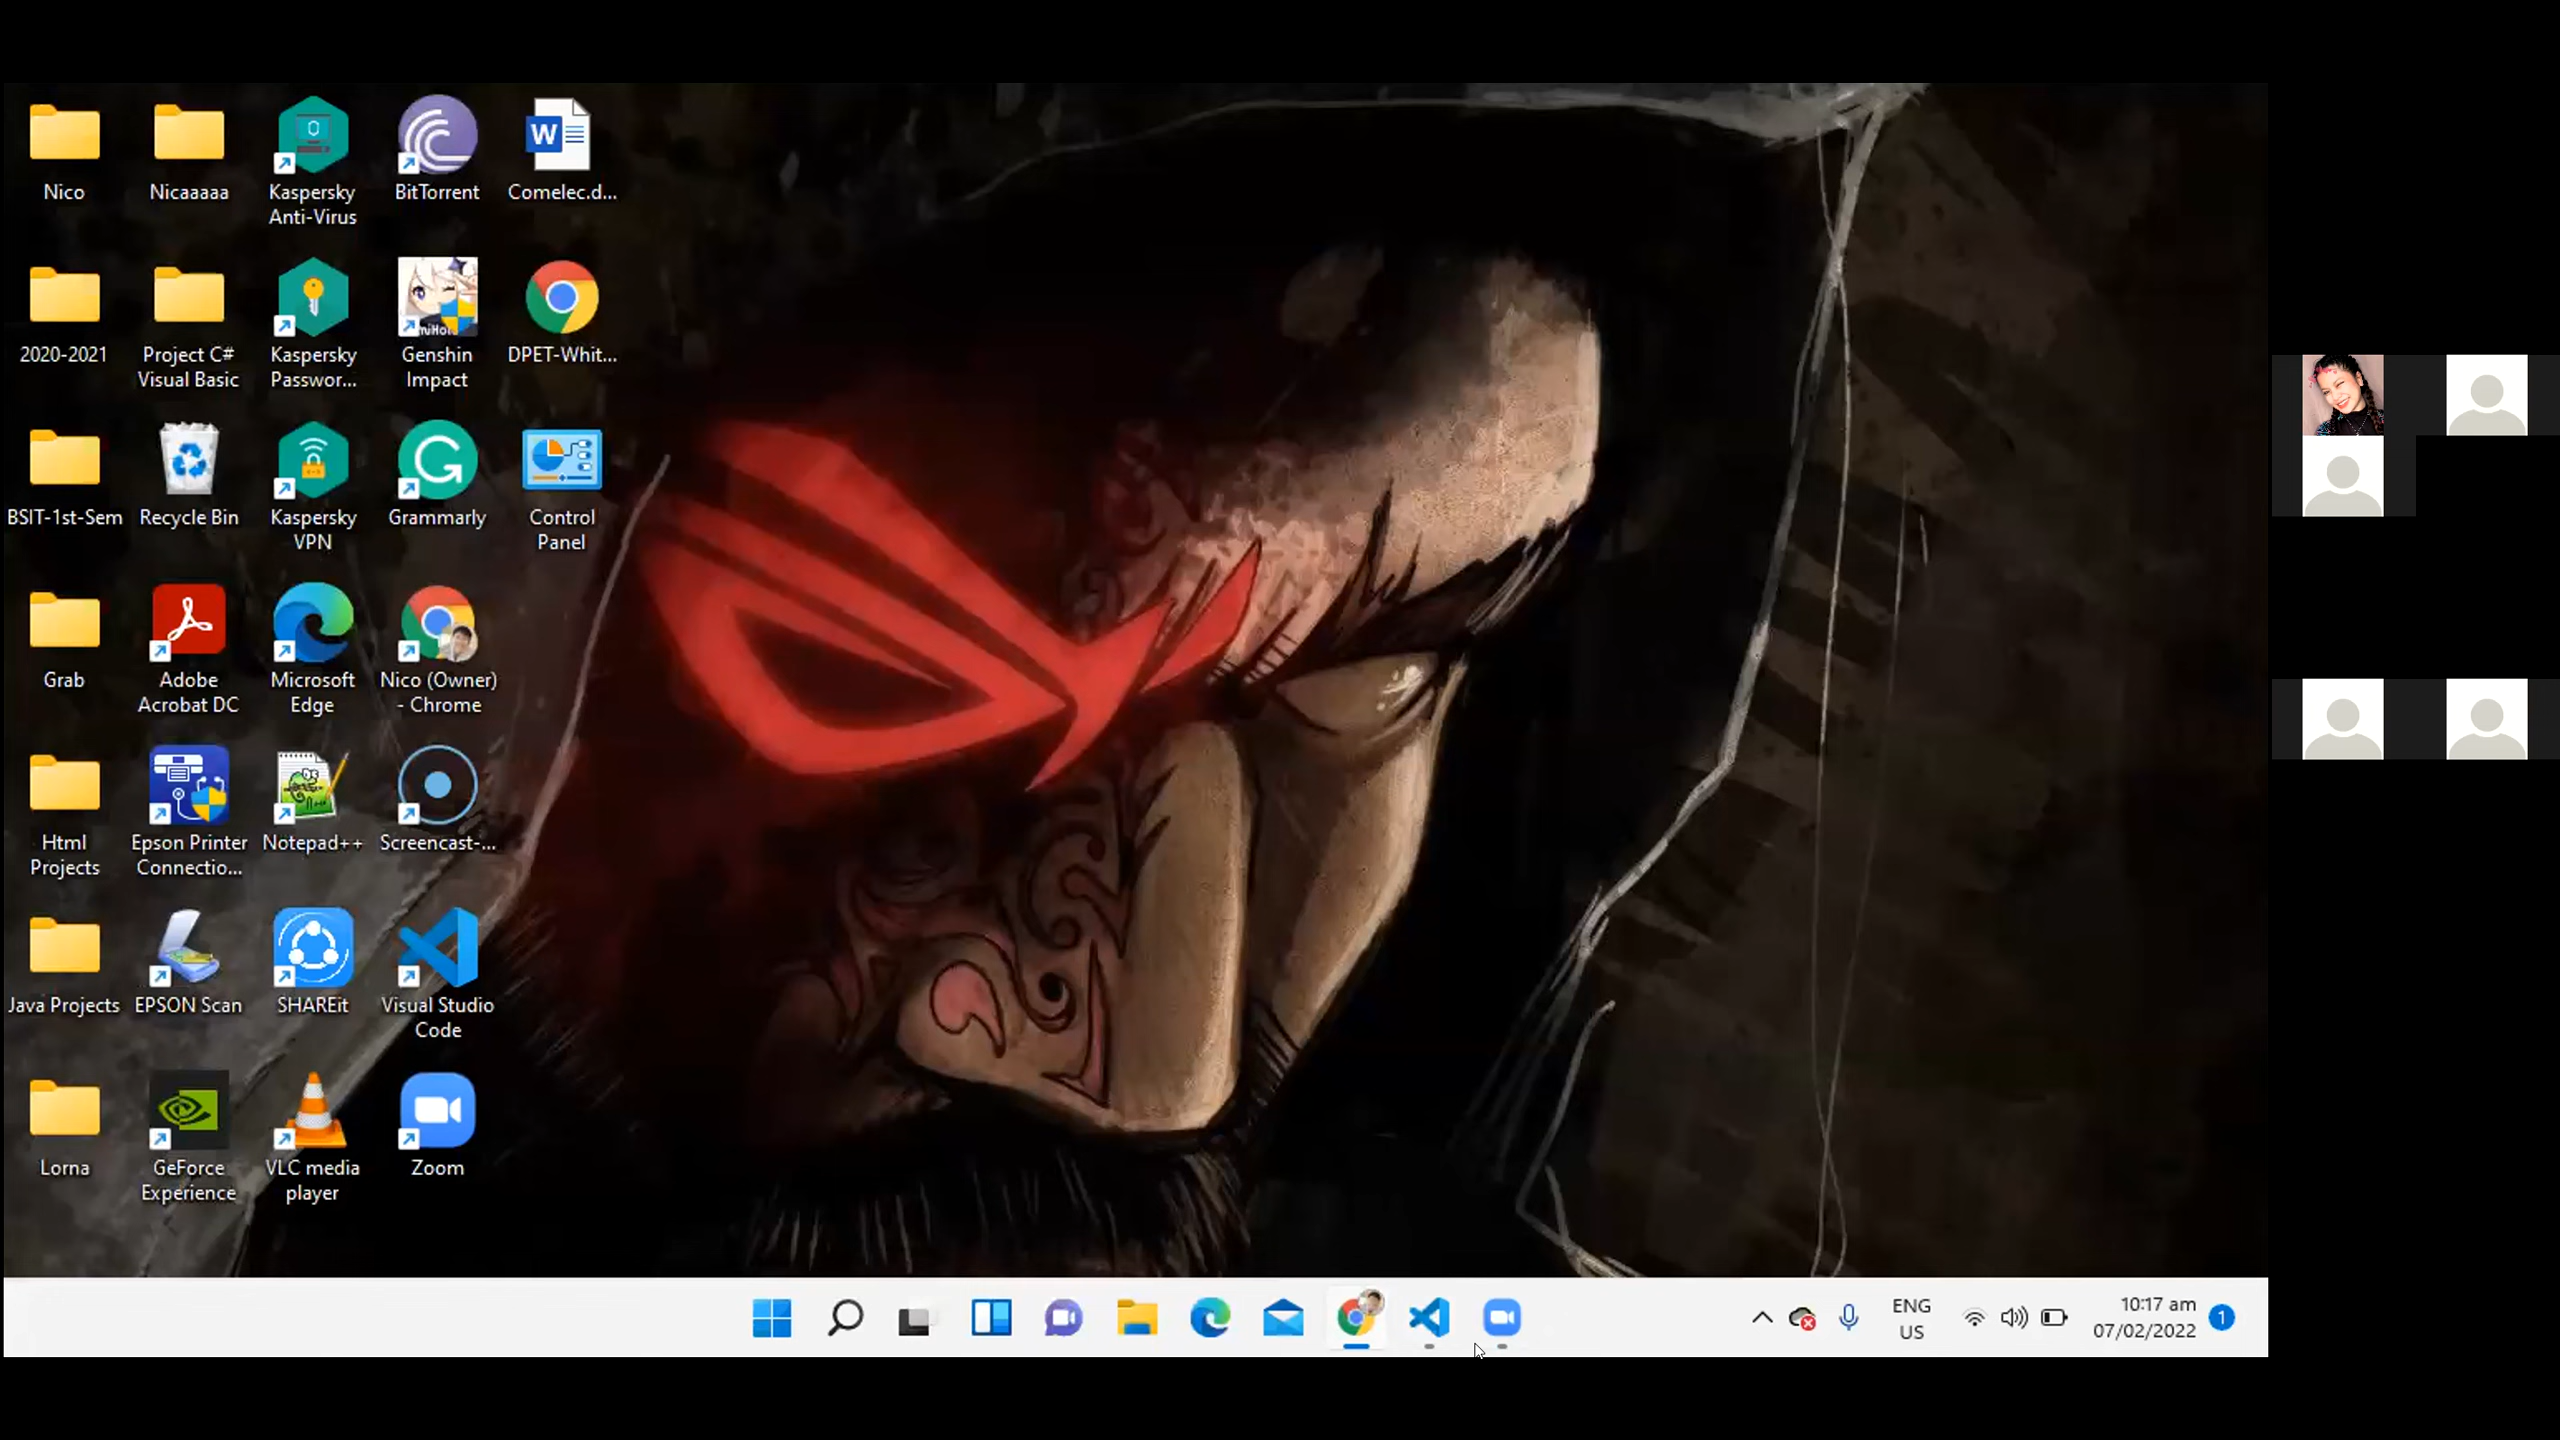 Nico
Nicaaaaa
Kaspersky
Anti-Virus
BitTorrent
Comelec.d...
2020-2021
Project C#
Visual Basic
Kaspersky
Passwor...
Genshin
Impact
DPET-Whit...
BSIT-1st-Sem
Recycle Bin
Kaspersky
VPN
Grammarly
Control
Panel
Grab
Adobe
Acrobat DC
Microsoft
Edge
Nico (Owner)
- Chrome
Html
Projects
Epson Printer
Connectio...
Notepad++
Screencast-...
Java Projects
EPSON Scan
SHAREit
Visual Studio
Code
Lorna
GeForce
Experience
VLC media
player
Zoom
ENG
US
10:17 am
07/02/2022
1